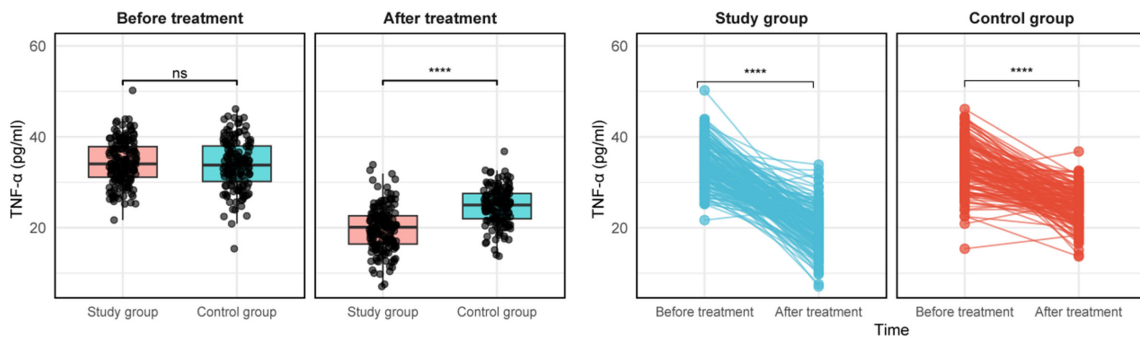 Before treatment
After treatment
TNF-α (pg/ml)
60
40
20
ns
****
Study group
Control group
Study group
Control group
Study group
Control group
TNF-α (pg/ml)
60
40
20
****
****
Before treatment
After treatment
Before treatment
After treatment
Time